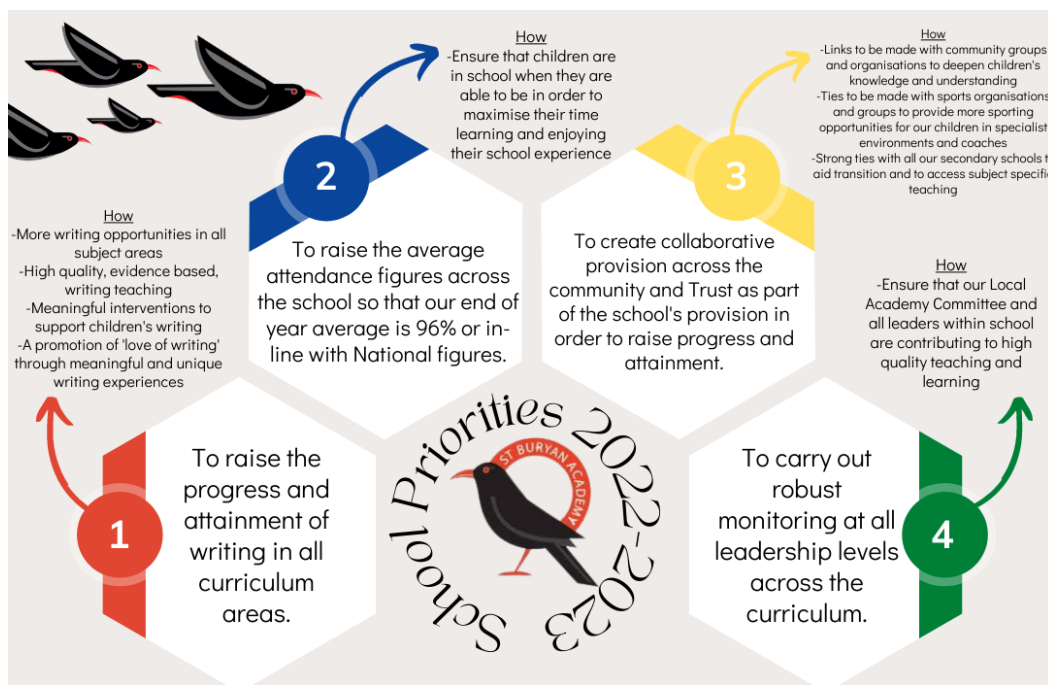 How
-More writing opportunities in all
subject areas
-High quality, evidence based,
writing teaching
-Meaningful interventions to
support children's writing
-A promotion of 'love of writing'
through meaningful and unique
writing experiences
1
To raise the
progress and
attainment of
writing in all
curriculum
areas.
How
-Ensure that children are
in school when they are
able to be in order to
maximise their time
learning and enjoying
their school experience
2
To raise the average
attendance figures across
the school so that our end of
year average is 96% or in-
line with National figures.
How
-Links to be made with community groups
and organisations to deepen children's
knowledge and understanding
-Ties to be made with sports organisations
and groups to provide more sporting
opportunities for our children in specialist
environments and coaches
-Strong ties with all our secondary schools t
aid transition and to access subject specifi
teaching
3
To create collaborative
provision across the
community and Trust as part
of the school's provision in
order to raise progress and
attainment.
How
-Ensure that our Local
Academy Committee and
all leaders within school
are contributing to high
quality teaching and
learning
4
To carry out
robust
monitoring at all
leadership levels
across the
curriculum.
School Priorities 2022-2023
ST BURYAN ACADEMY